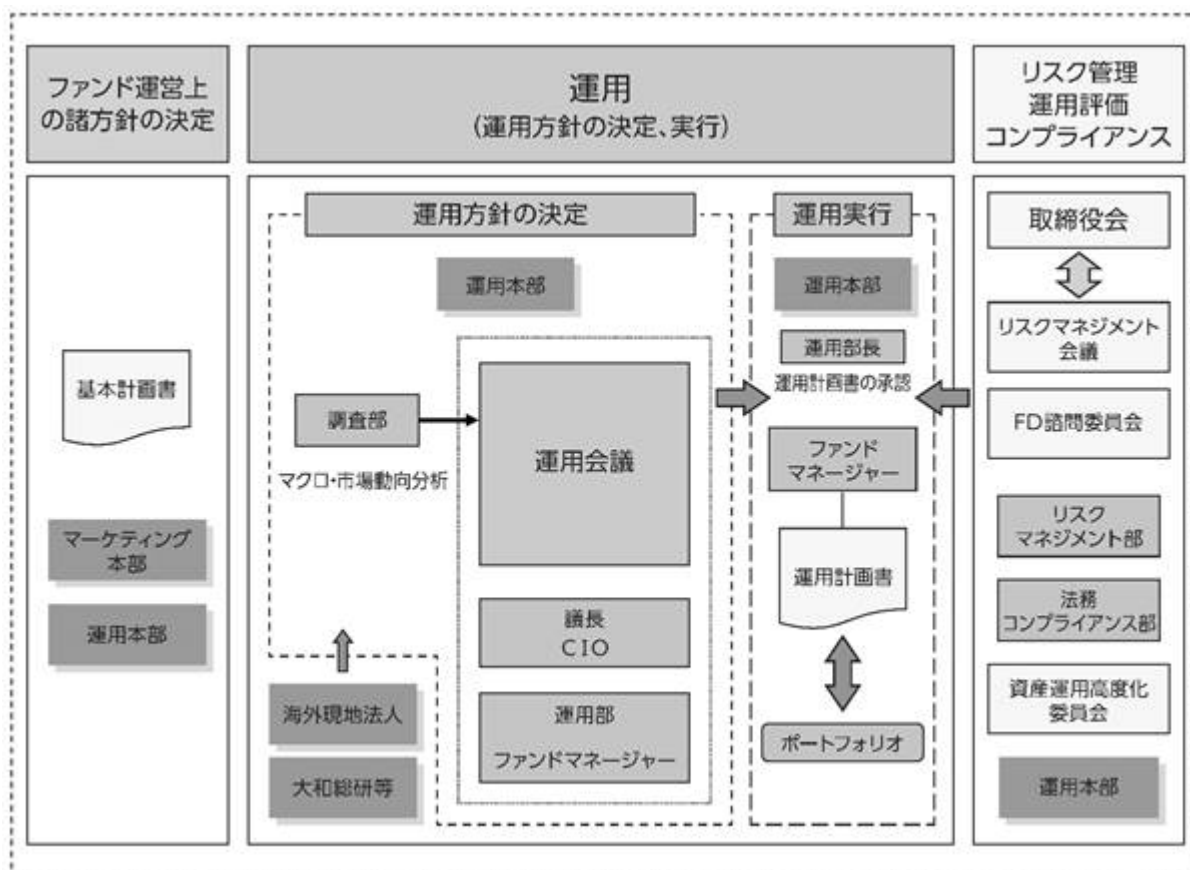 ファンド運営上
の諸方針の決定
基本計画書
マーケティング
本部
運用本部
運用
(運用方針の決定、実行)
運用方針の決定
運用本部
調査部
マクロ・市場動向分析
運用会議
議長
CIO
運用部
ファンドマネージャー
海外現地法人
大和総研等
運用実行
運用本部
運用部長
運用計画書の承認
ファンド
マネージャー
運用計画書
ポートフォリオ
リスク管理
運用評価
コンプライアンス
取締役会
リスクマネジメント
会議
FD諮問委員会
リスク
マネジメント部
法務
コンプライアンス部
資産運用高度化
委員会
運用本部